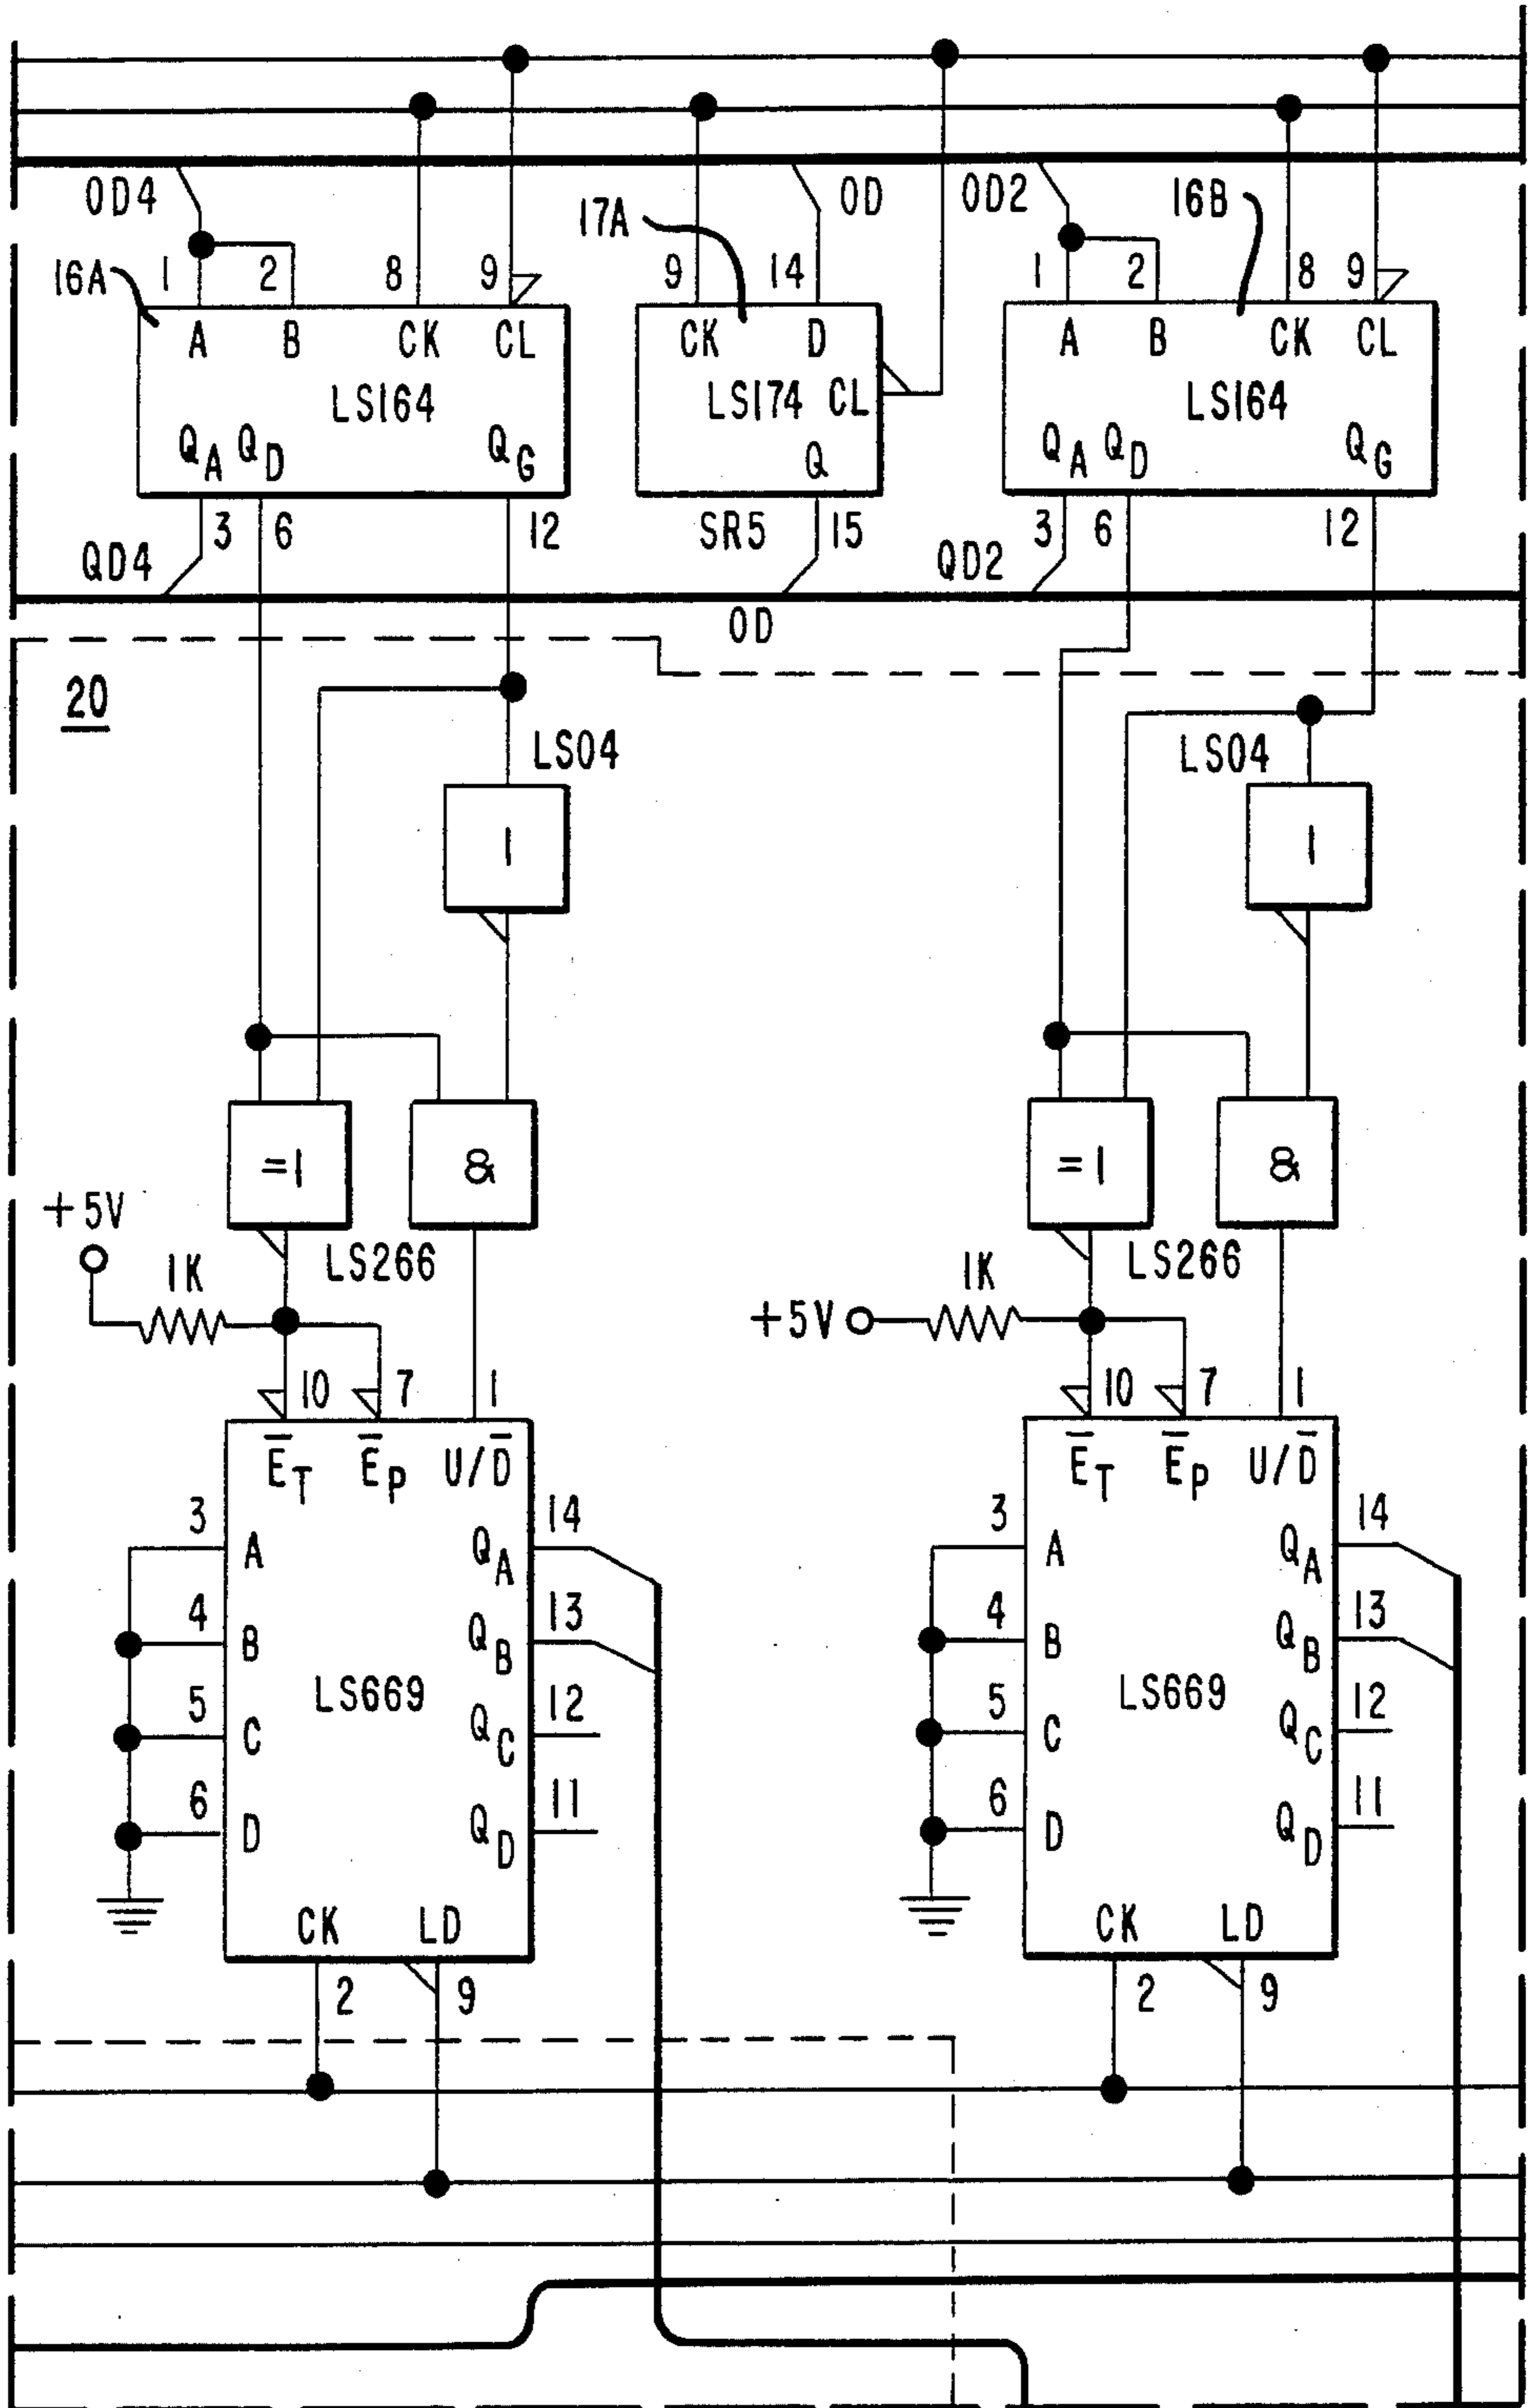 OD4 17A OD OD2 16B
16A 1 2 8 9 9 14 1 2 8 9
A B CK CL CK D A B CK CL
LS164 LS174 CL LS164
QA QD QG Q QA QD QG
QD4 3 6 12 SR5 15 QD2 3 6 12
OD
20
LS04 LS04
1 1
=1 & =1 &
+5V LS266 LS266
1K 1K
+5V
10 7 1 10 7 1
E̅T E̅P U/D̅ E̅T E̅P U/D̅
3 A QA 14 3 A QA 14
4 B QB 13 4 B QB 13
LS669 LS669
5 C QC 12 5 C QC 12
6 D QD 11 6 D QD 11
CK LD CK LD
2 9 2 9